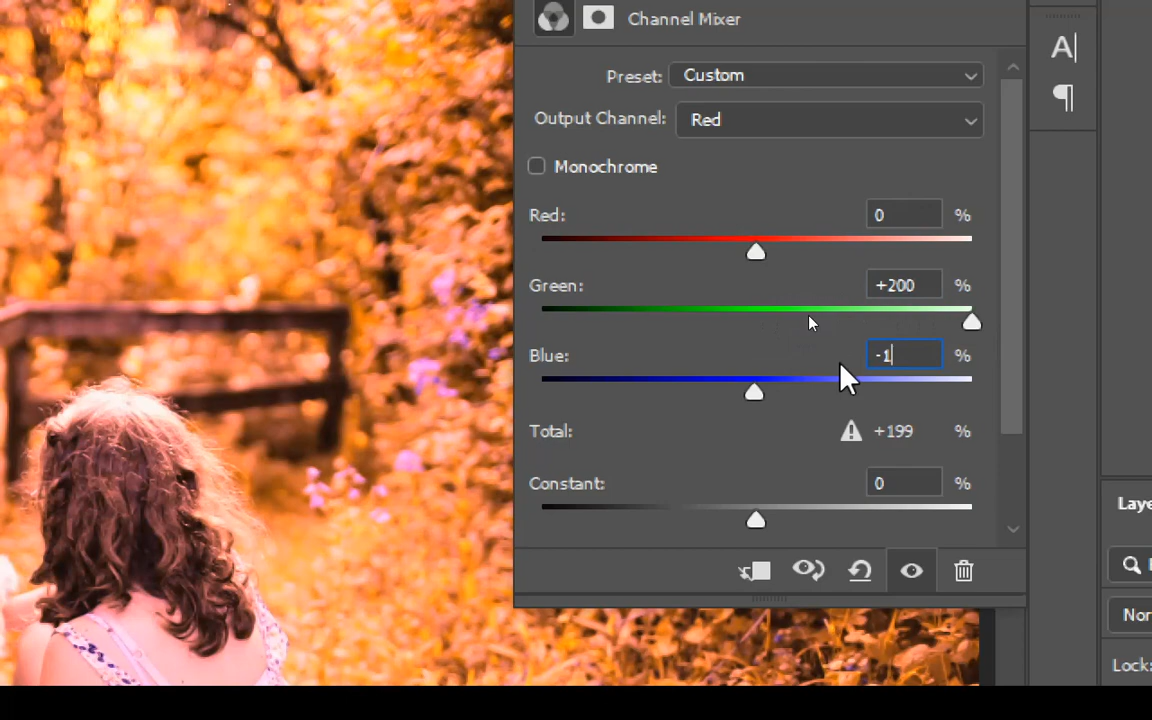 Channel Mixer
A|
¶
Preset: Custom
Output Channel: Red
Monochrome
Red: 0 %
Green: +200 %
Blue: -1 %
Total: +199 %
Constant: 0 %
Laye
Nor
Lock: